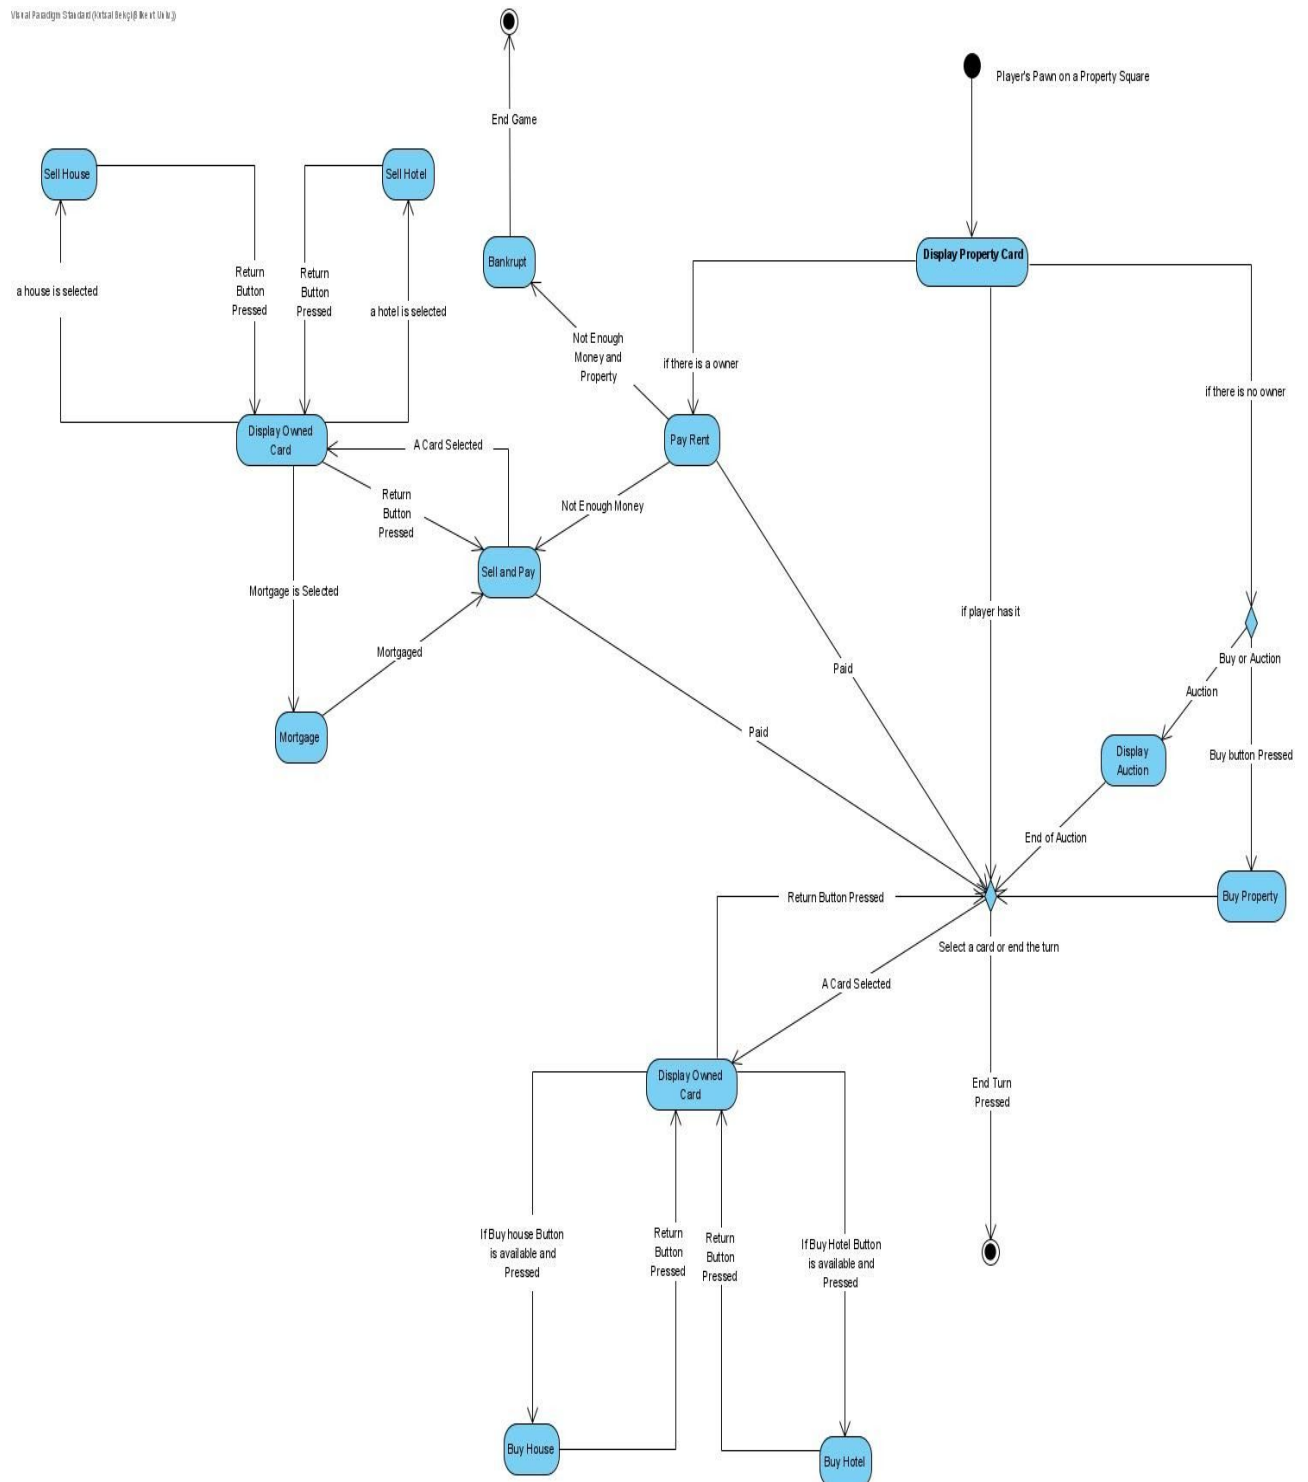 Visual Paradigm Standard
Player's Pawn on a Property Square
End Game
Sell House
Sell Hotel
Display Property Card
Bankrupt
a house is selected
Return
Button
Pressed
Return
Button
Pressed
a hotel is selected
Not Enough
Money and
Property
if there is a owner
if there is no owner
Display Owned
Card
A Card Selected
Pay Rent
Return
Button
Pressed
Not Enough Money
Sell and Pay
Mortgage is Selected
if player has it
Mortgaged
Paid
Buy or Auction
Auction
Mortgage
Paid
Display
Auction
Buy button Pressed
End of Auction
Return Button Pressed
Buy Property
Select a card or end the turn
A Card Selected
Display Owned
Card
End Turn
Pressed
If Buy house Button
is available and
Pressed
Return
Button
Pressed
Return
Button
Pressed
If Buy Hotel Button
is available and
Pressed
Buy House
Buy Hotel